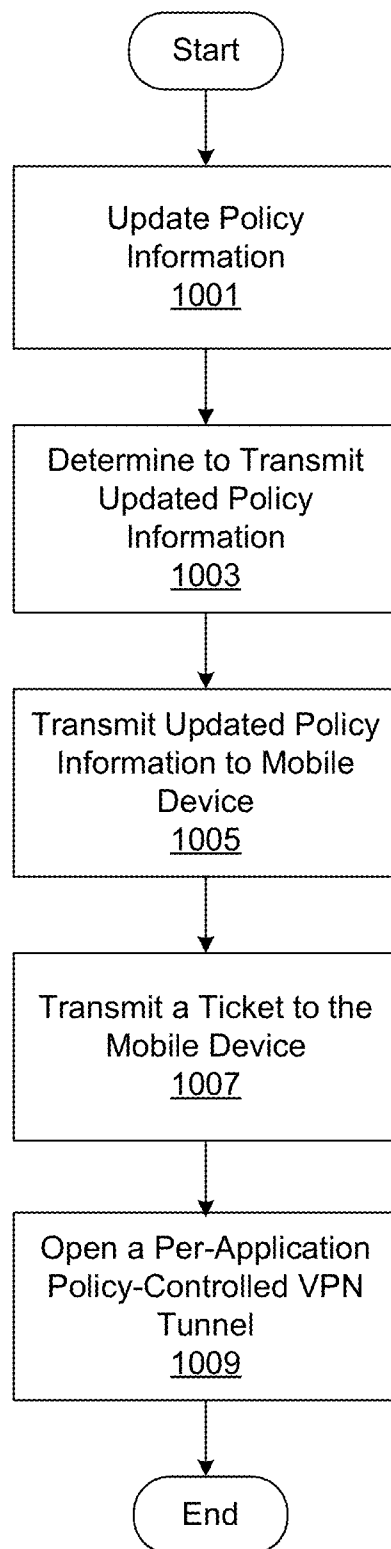 Start
Update Policy
Information
1001
Determine to Transmit
Updated Policy
Information
1003
Transmit Updated Policy
Information to Mobile
Device
1005
Transmit a Ticket to the
Mobile Device
1007
Open a Per-Application
Policy-Controlled VPN
Tunnel
1009
End